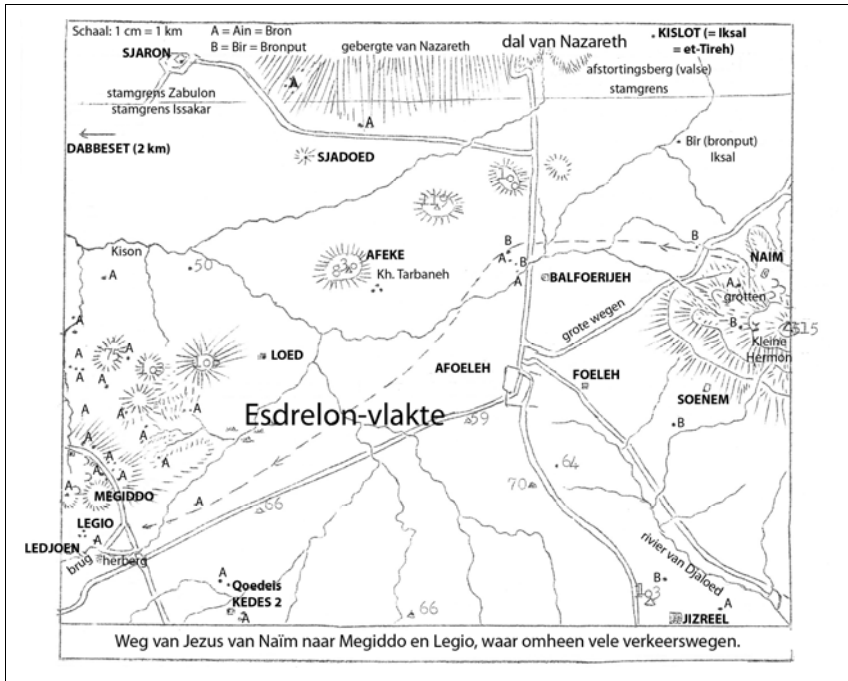 Schaal: 1 cm = 1 km
A = Ain = Bron
B = Bir = Bronput
SJARON
gebergte van Nazareth
dal van Nazareth
KISLOT (= Iksal
= et-Tireh)
afstortingsberg (valse)
stamgrens
stamgrens Zabulon
stamgrens Issakar
A
A
DABBESET (2 km)
SJADOED
Bir (bronput)
Iksal
119
AFEKE
Kh. Tarbaneh
B
A
B
A
BALFOERIJEH
B
NAIM
A
grotten
B
515
Kleine
Hermon
grote wegen
Kison
A
50
A
A
A
75
A
A
LOED
AFOELEH
FOELEH
SOENEM
B
Esdrelon-vlakte
59
64
70
A
A
A
A
A
A
A
A
A
MEGIDDO
A
66
LEGIO
A
LEDJOEN
brug
herberg
A
Qoedeis
KEDES 2
A
66
rivier van Djaloed
B
103
A
JIZREEL
Weg van Jezus van Naïm naar Megiddo en Legio, waar omheen vele verkeerswegen.